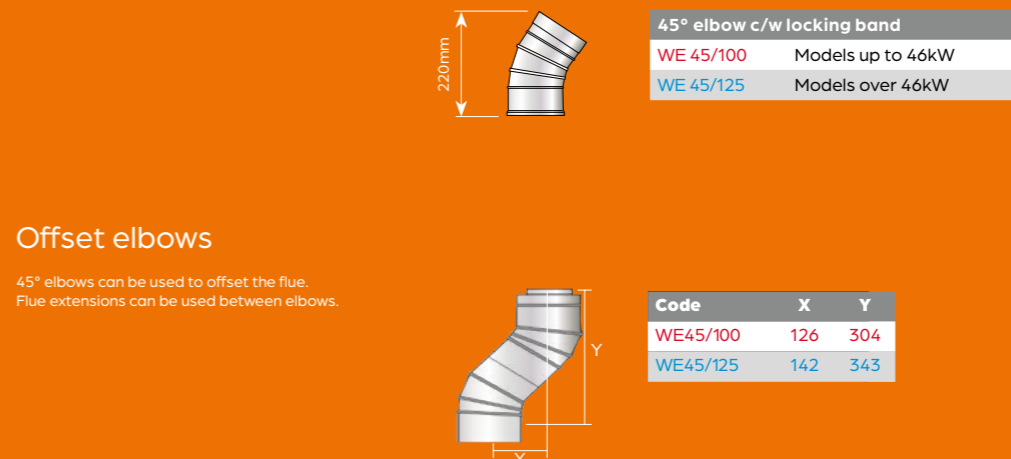 220mm
45° elbow c/w locking band
WE 45/100 Models up to 46kW
WE 45/125 Models over 46kW
Offset elbows
45° elbows can be used to offset the flue.
Flue extensions can be used between elbows.
Y
X
Code X Y
WE45/100 126 304
WE45/125 142 343